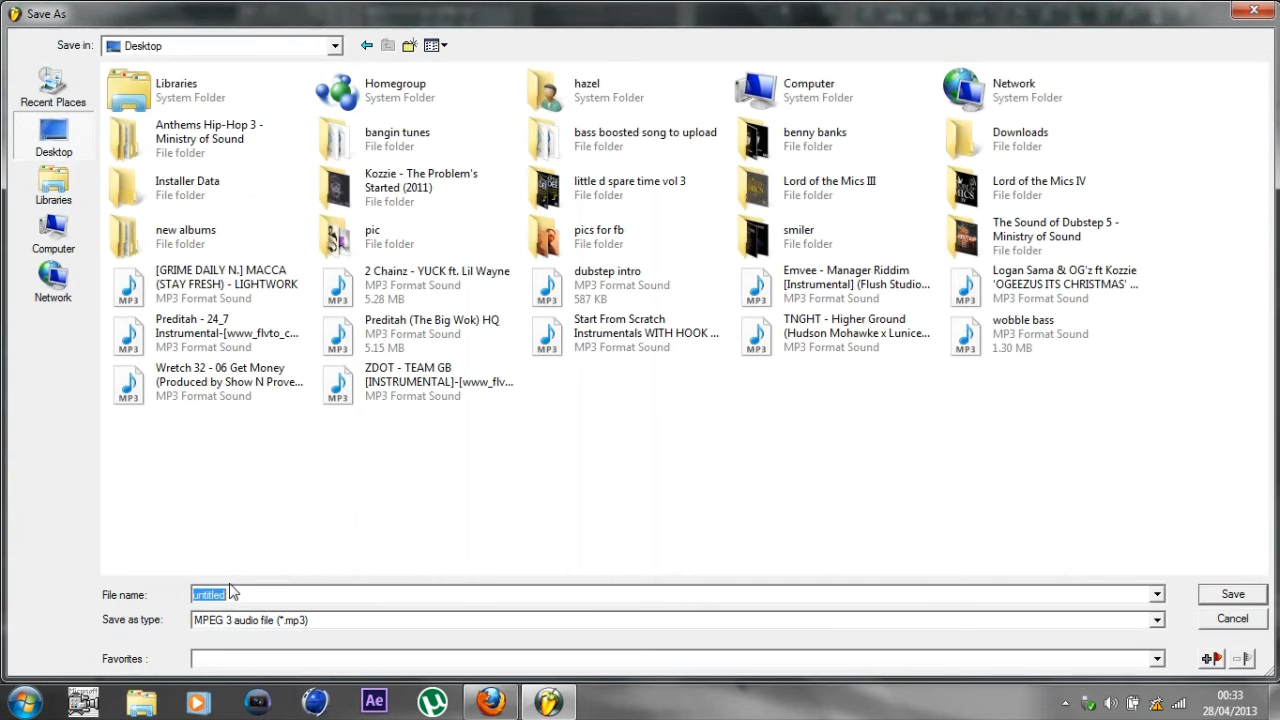 Save As
Save in:
Desktop
Recent Places
Desktop
Libraries
Computer
Network
Libraries
System Folder
Homegroup
System Folder
hazel
System Folder
Computer
System Folder
Network
System Folder
Anthems Hip-Hop 3 -
Ministry of Sound
File folder
bangin tunes
File folder
bass boosted song to upload
File folder
benny banks
File folder
Downloads
File folder
Installer Data
File folder
Kozzie - The Problem's
Started (2011)
File folder
little d spare time vol 3
File folder
Lord of the Mics III
File folder
Lord of the Mics IV
File folder
new albums
File folder
pic
File folder
pics for fb
File folder
smiler
File folder
The Sound of Dubstep 5 -
Ministry of Sound
File folder
[GRIME DAILY N.] MACCA
(STAY FRESH) - LIGHTWORK
MP3 Format Sound
2 Chainz - YUCK ft. Lil Wayne
MP3 Format Sound
5.28 MB
dubstep intro
MP3 Format Sound
587 KB
Emvee - Manager Riddim
[Instrumental] (Flush Studio...
MP3 Format Sound
Logan Sama & OG'z ft Kozzie
'OGEEZUS ITS CHRISTMAS' ...
MP3 Format Sound
Preditah - 24_7
Instrumental-[www_flvto_c...
MP3 Format Sound
Preditah (The Big Wok) HQ
MP3 Format Sound
5.15 MB
Start From Scratch
Instrumentals WITH HOOK ...
MP3 Format Sound
TNGHT - Higher Ground
(Hudson Mohawke x Lunice...
MP3 Format Sound
wobble bass
MP3 Format Sound
1.30 MB
Wretch 32 - 06 Get Money
(Produced by Show N Prove...
MP3 Format Sound
ZDOT - TEAM GB
[INSTRUMENTAL]-[www_flv...
MP3 Format Sound
File name:
untitled
Save
Save as type:
MPEG 3 audio file (*.mp3)
Cancel
Favorites :
Microsoft
Ae
00:33
28/04/2013